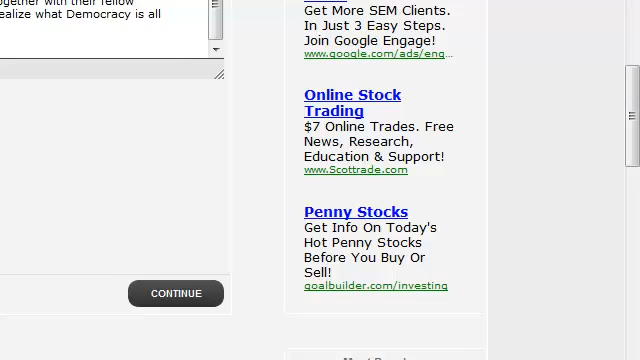 ogether with their fellow
ealize what Democracy is all
CONTINUE
Get More SEM Clients.
In Just 3 Easy Steps.
Join Google Engage!
www.google.com/ads/eng...
Online Stock
Trading
$7 Online Trades. Free
News, Research,
Education & Support!
www.Scottrade.com
Penny Stocks
Get Info On Today's
Hot Penny Stocks
Before You Buy Or
Sell!
goalbuilder.com/investing